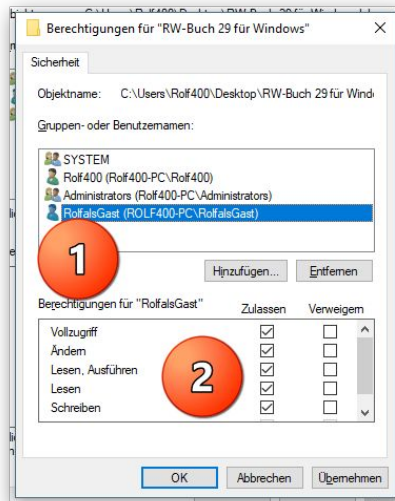 Berechtigungen für "RW-Buch 29 für Windows"
Sicherheit
Objektname: C:\Users\Rolf400\Desktop\RW-Buch 29 für Wind
Gruppen- oder Benutzernamen:
SYSTEM
Rolf400 (Rolf400-PC\Rolf400)
Administrators (Rolf400-PC\Administrators)
RolfalsGast (ROLF400-PC\RolfalsGast)
1
Hinzufügen... Entfernen
Berechtigungen für "RolfalsGast" Zulassen Verweigern
Vollzugriff
Ändern
Lesen, Ausführen
2
Lesen
Schreiben
OK Abbrechen Übernehmen